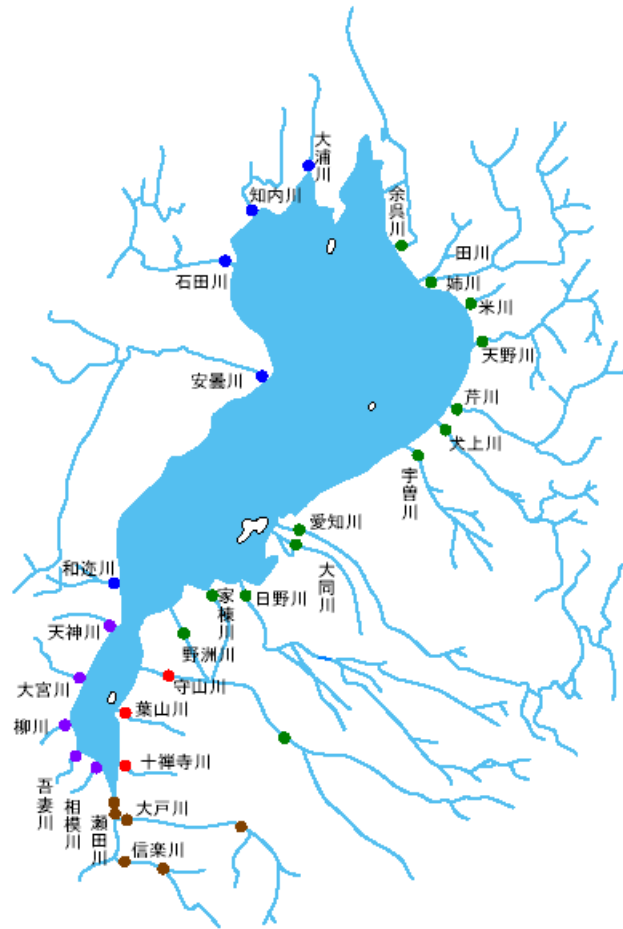 大浦川
知内川
余呉川
田川
石田川
姉川
米川
天野川
安曇川
芹川
犬上川
宇曽川
愛知川
和迩川
大同川
家棟川
日野川
天神川
野洲川
守山川
大宮川
葉山川
柳川
十禅寺川
吾妻川
相模川
瀬田川
大戸川
信楽川